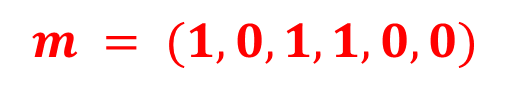 m = (1, 0, 1, 1, 0, 0)